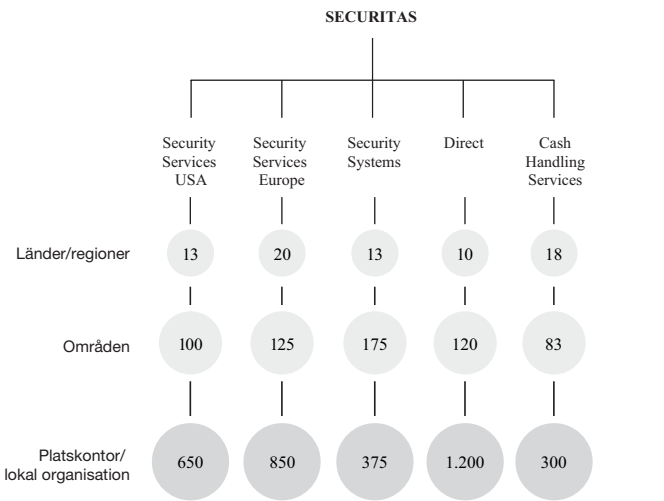 SECURITAS
Security
Services
USA
Security
Services
Europe
Security
Systems
Direct
Cash
Handling
Services
Länder/regioner
13
20
13
10
18
Områden
100
125
175
120
83
Platskontor/
lokal organisation
650
850
375
1.200
300